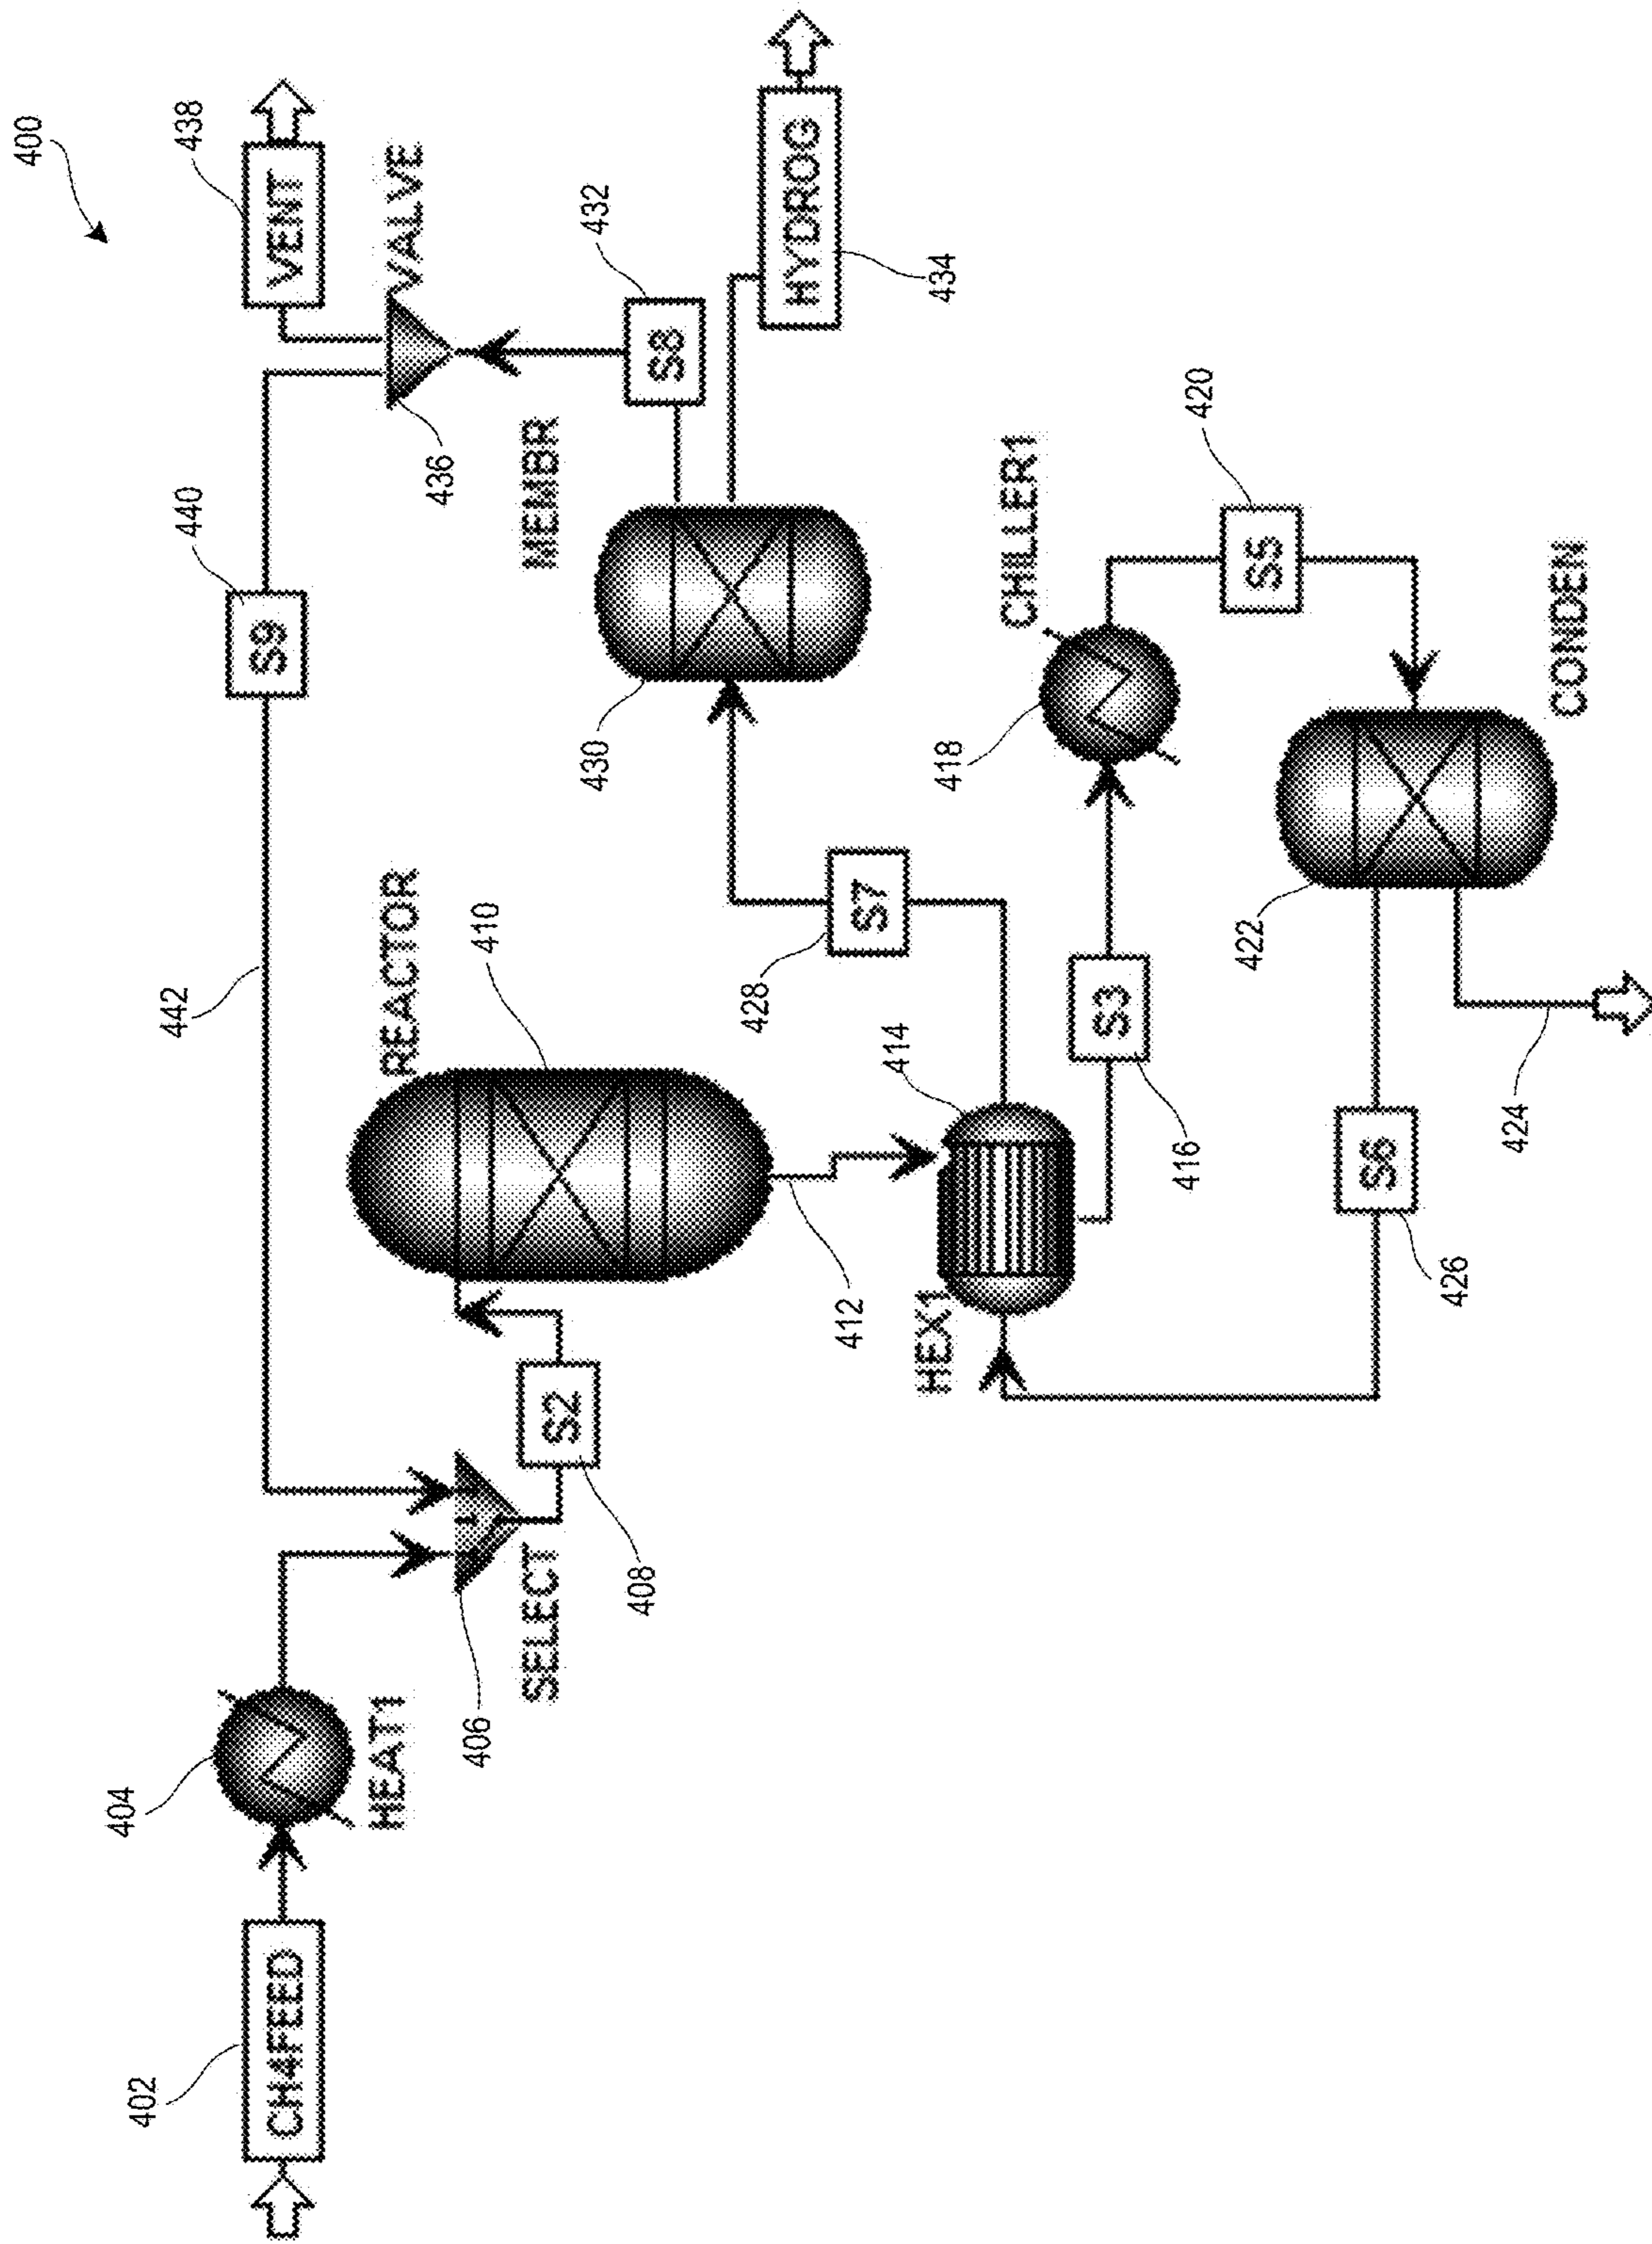 400
402
CH4FEED
404
HEAT1
406
SELECT
408
S2
442
440
S9
REACTOR
410
412
438
VENT
VALVE
436
432
S8
MEMBR
430
HYDROG
434
428
S7
HEX1
414
416
S3
CHILLER1
418
420
S5
CONDEN
422
424
426
S6